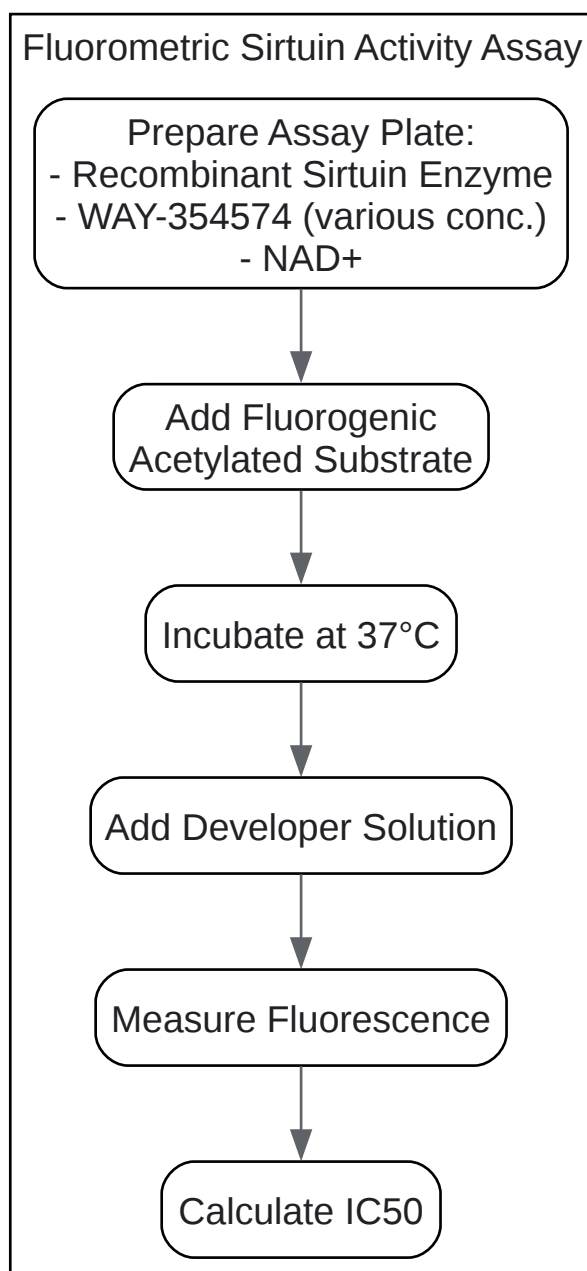 Fluorometric Sirtuin Activity Assay
Prepare Assay Plate:
- Recombinant Sirtuin Enzyme
- WAY-354574 (various conc.)
- NAD+
Add Fluorogenic
Acetylated Substrate
Incubate at 37°C
Add Developer Solution
Measure Fluorescence
Calculate IC50